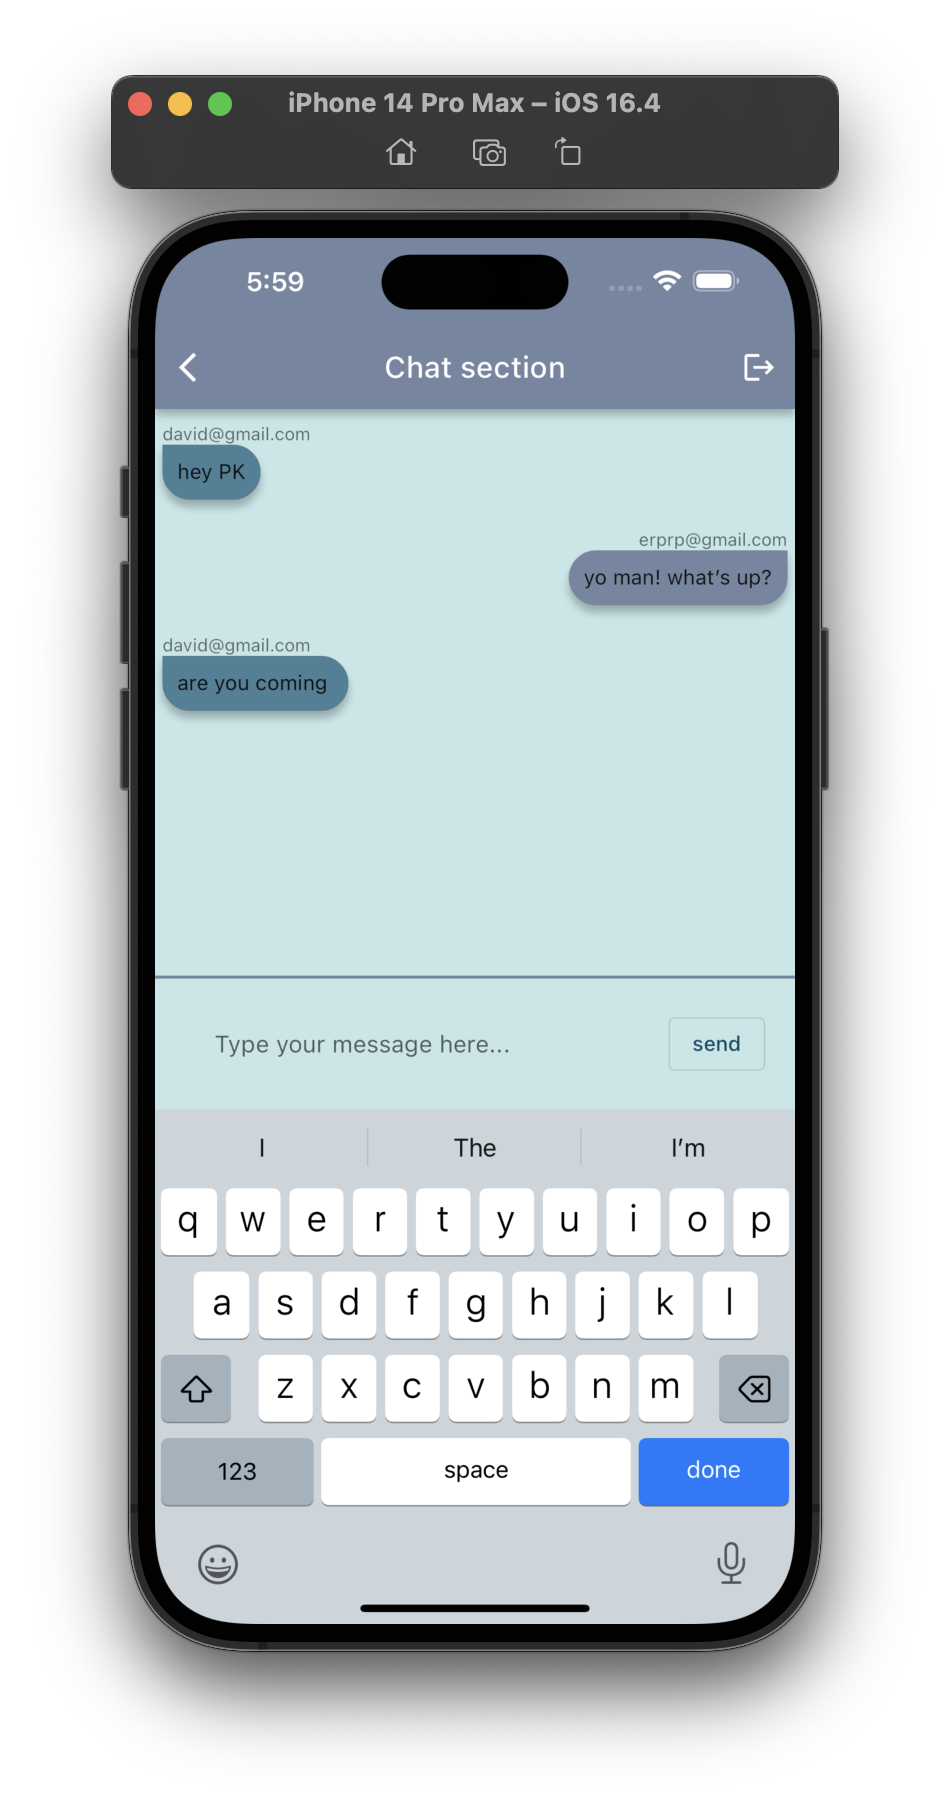 iPhone 14 Pro Max – iOS 16.4
5:59
Chat section
david@gmail.com
hey PK
erprp@gmail.com
yo man! what’s up?
david@gmail.com
are you coming
Type your message here...
send
I The I’m
q w e r t y u i o p
a s d f g h j k l
z x c v b n m
123 space done